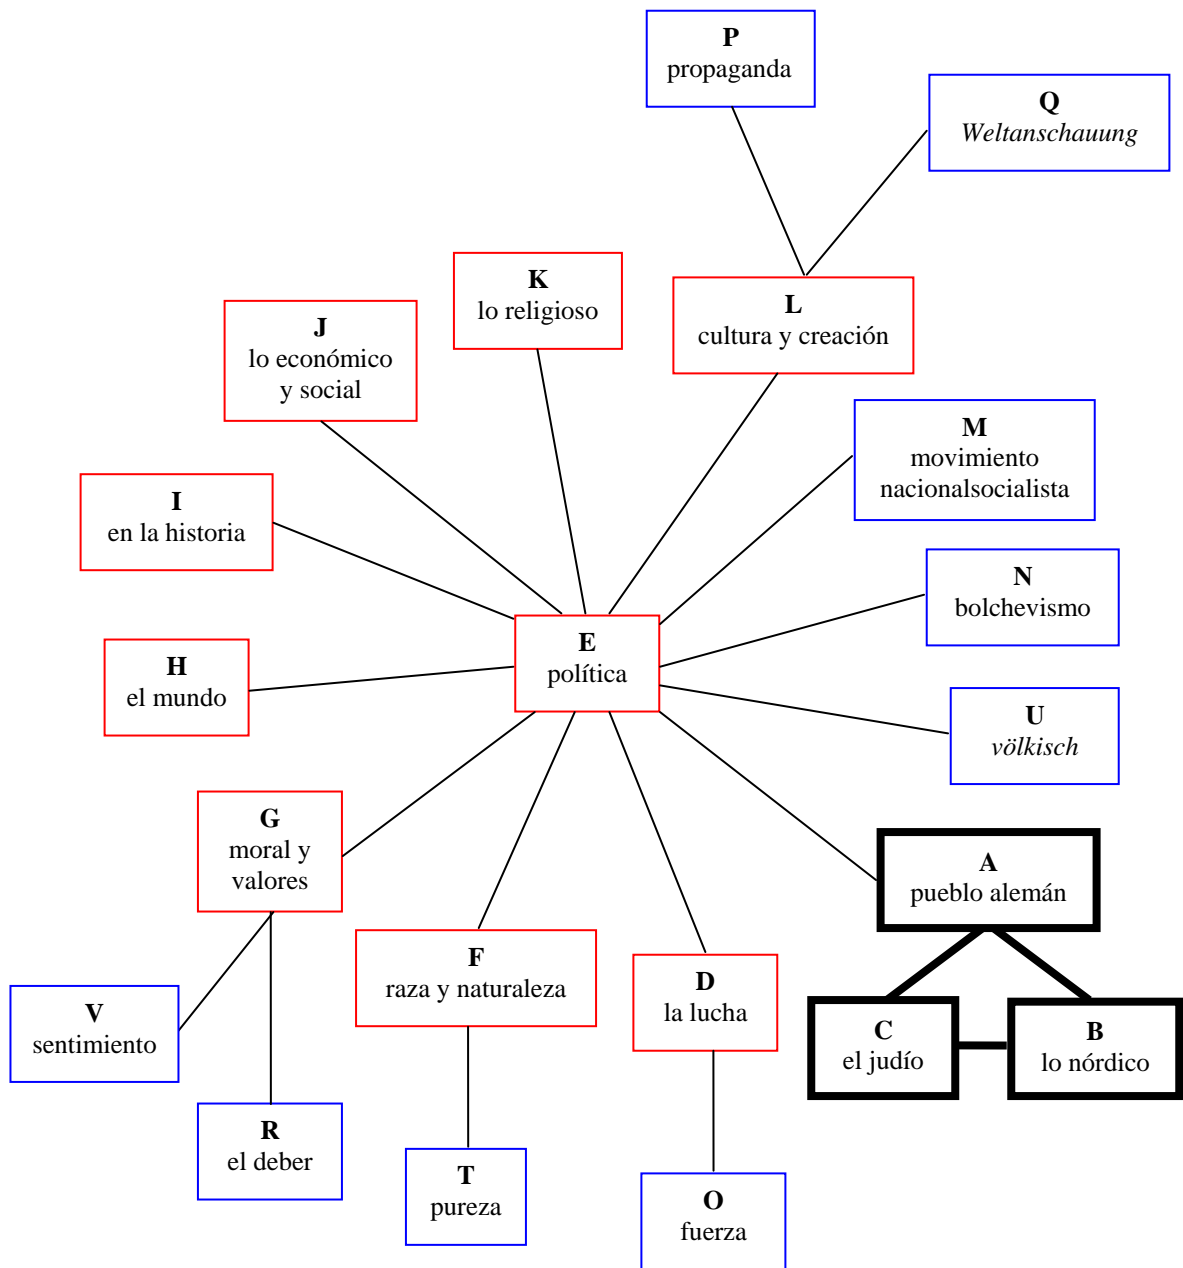 P
propaganda
Q
Weltanschauung
K
lo religioso
L
cultura y creación
J
lo económico
y social
M
movimiento
nacionalsocialista
I
en la historia
N
bolchevismo
E
política
H
el mundo
U
völkisch
G
moral y
valores
A
pueblo alemán
F
raza y naturaleza
D
la lucha
C
el judío
B
lo nórdico
V
sentimiento
R
el deber
T
pureza
O
fuerza